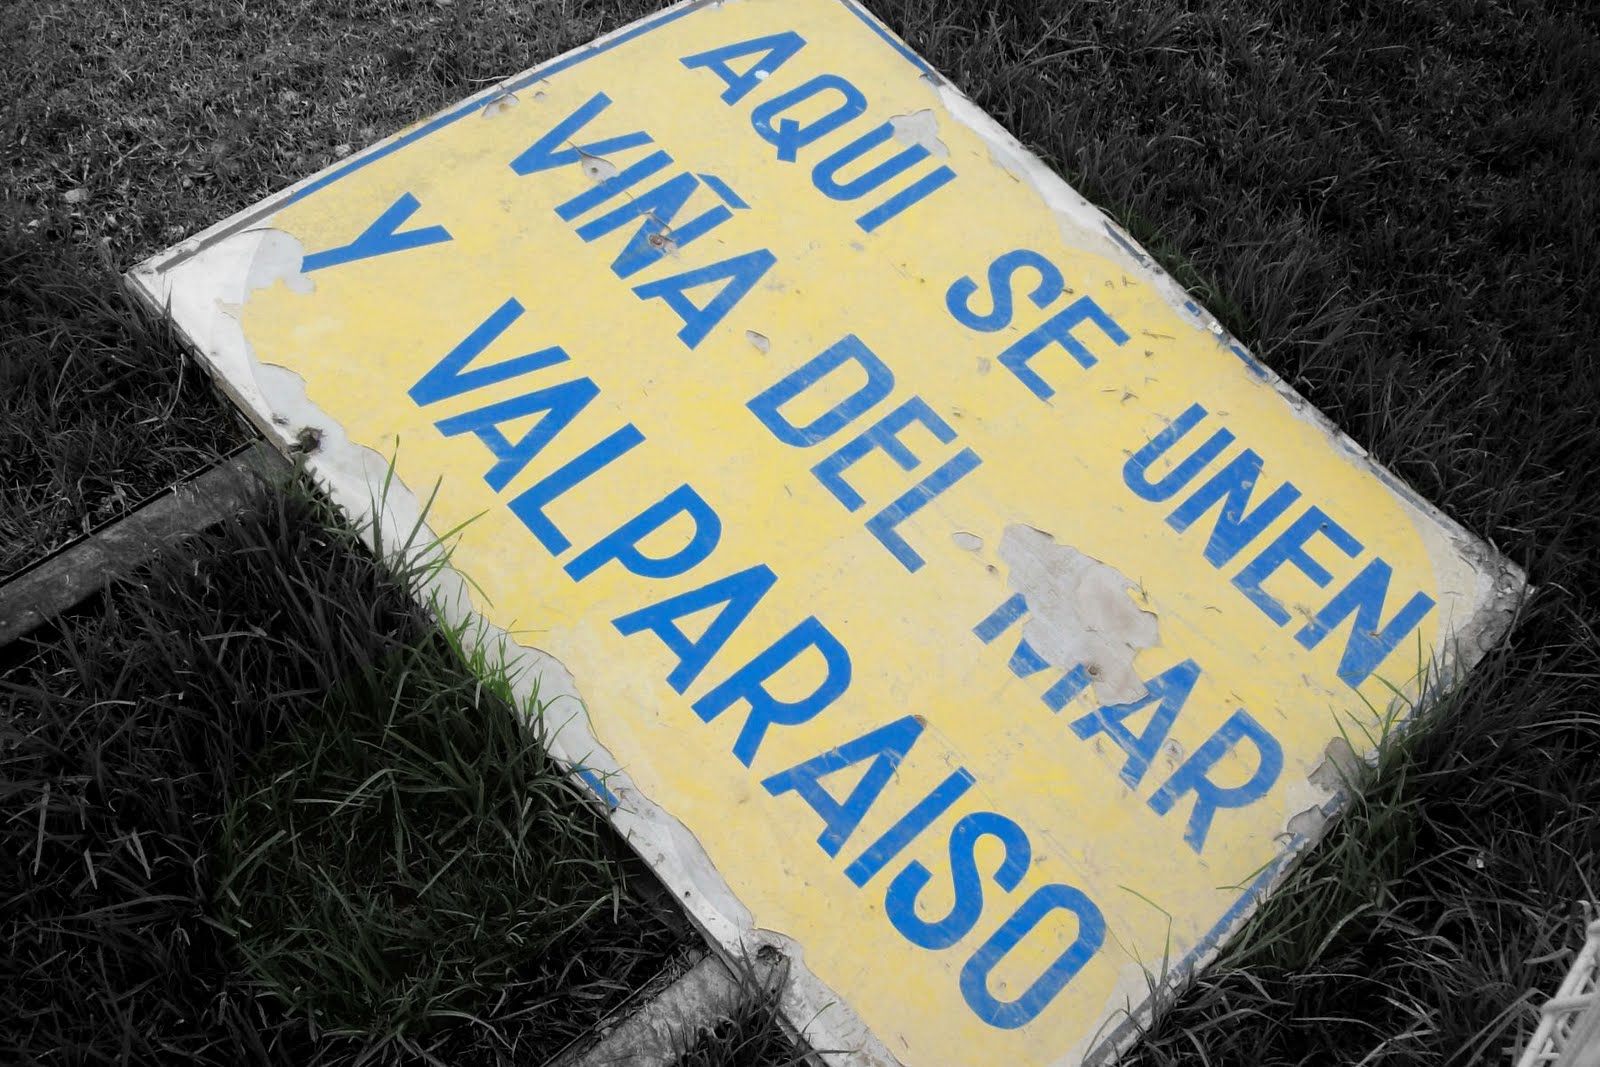 AQUI SE UNEN
VIÑA DEL MAR
Y VALPARAISO